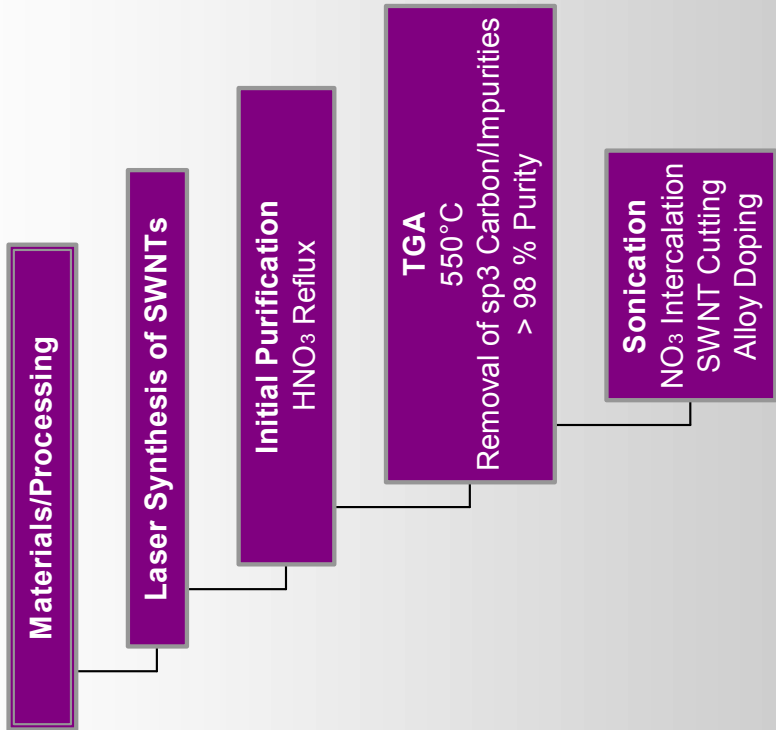 Materials/Processing
Laser Synthesis of SWNTs
Initial Purification
HNO₃ Reflux
TGA
550°C
Removal of sp3 Carbon/Impurities
> 98 % Purity
Sonication
NO₃ Intercalation
SWNT Cutting
Alloy Doping